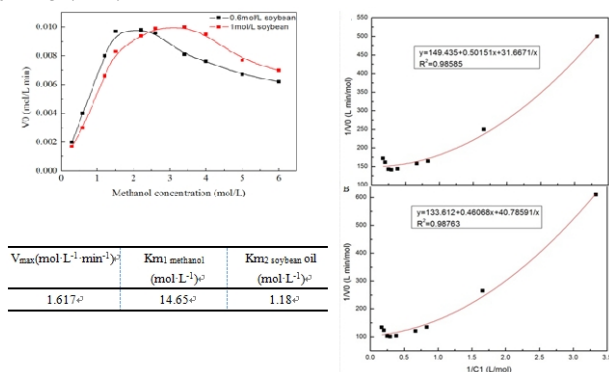 0.6mol/L soybean
1mol/L soybean
V0 (mol/L min)
0.010
0.008
0.006
0.004
0.002
0.000
0 1 2 3 4 5 6
Methanol concentration (mol/L)
Vmax(mol·L-1·min-1)↵ Km1 methanol (mol·L-1)↵ Km2 soybean oil (mol·L-1)↵
1.617↵ 14.65↵ 1.18↵
y=149.435+0.50151x+31.6671/x
R2=0.98585
1/V0 (L min/mol)
550
500
450
400
350
300
250
200
150
100
B
y=133.612+0.46068x+40.78591/x
R2=0.98763
1/V0 (L min/mol)
600
500
400
300
200
100
0.0 0.5 1.0 1.5 2.0 2.5 3.0 3.5
1/C1 (L/mol)